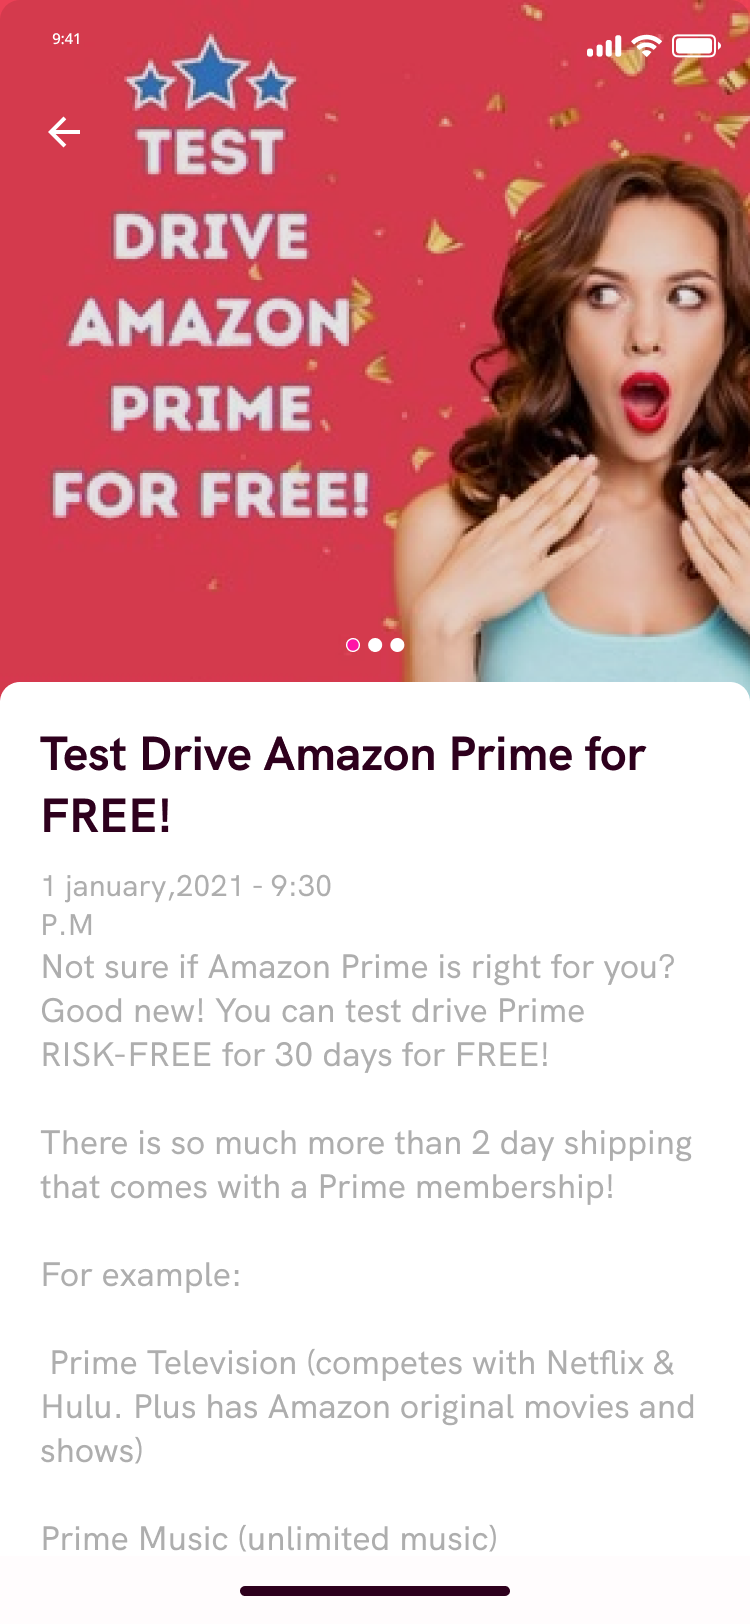 9:41
TEST
DRIVE
AMAZON
PRIME
FOR FREE!
Test Drive Amazon Prime for
FREE!
1 january,2021 - 9:30
P.M
Not sure if Amazon Prime is right for you?
Good new! You can test drive Prime
RISK-FREE for 30 days for FREE!
There is so much more than 2 day shipping
that comes with a Prime membership!
For example:
Prime Television (competes with Netflix &
Hulu. Plus has Amazon original movies and
shows)
Prime Music (unlimited music)